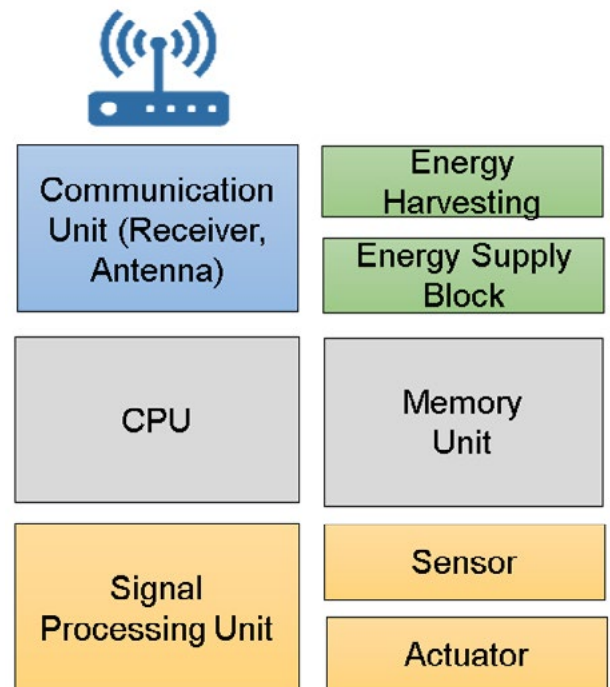 Communication
Unit (Receiver,
Antenna)
Energy
Harvesting
Energy Supply
Block
CPU
Memory
Unit
Signal
Processing Unit
Sensor
Actuator